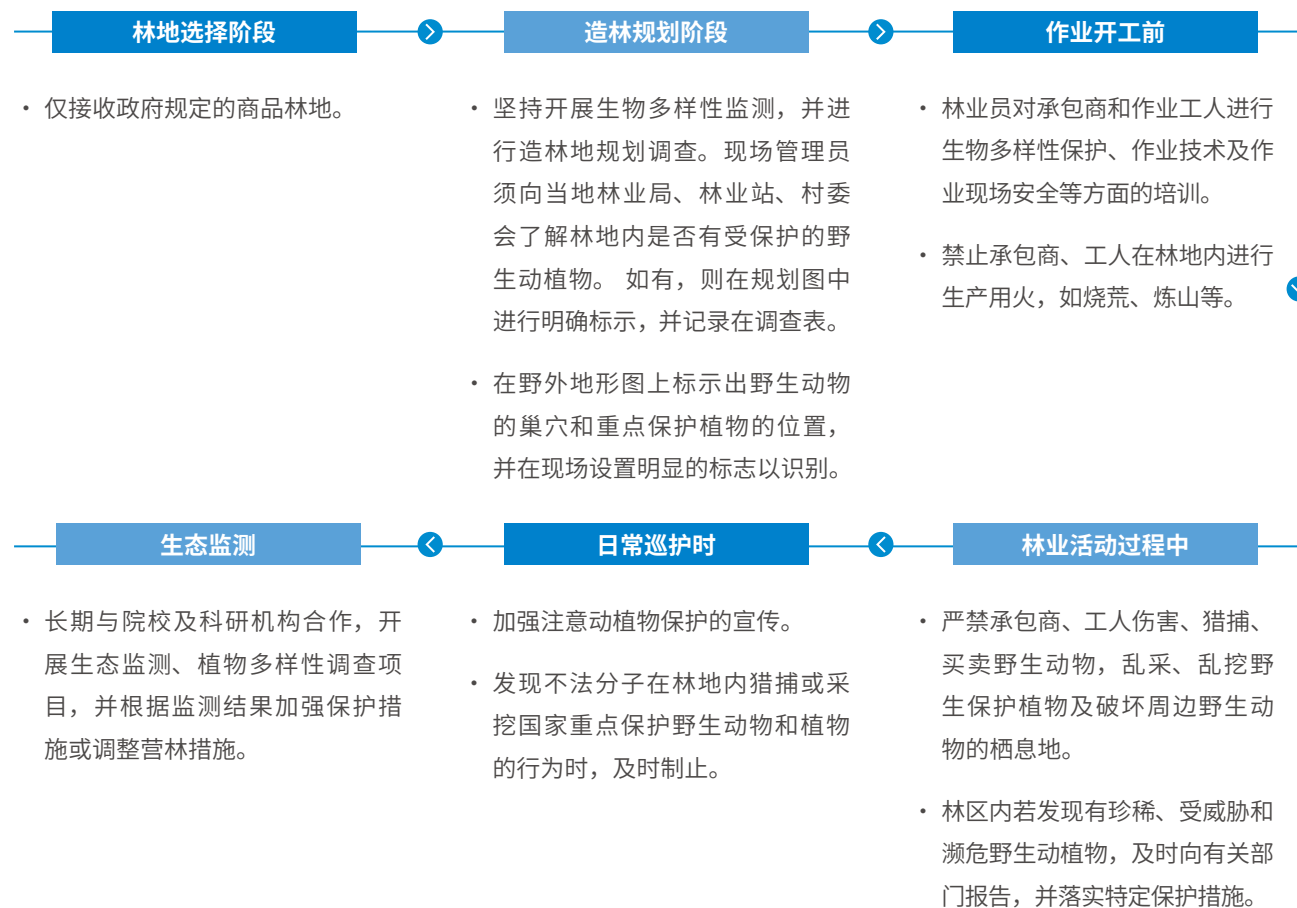 林地选择阶段
• 仅接收政府规定的商品林地。
造林规划阶段
• 坚持开展生物多样性监测，并进
行造林地规划调查。现场管理员
须向当地林业局、林业站、村委
会了解林地内是否有受保护的野
生动植物。 如有，则在规划图中
进行明确标示，并记录在调查表。
• 在野外地形图上标示出野生动物
的巢穴和重点保护植物的位置，
并在现场设置明显的标志以识别。
作业开工前
• 林业员对承包商和作业工人进行
生物多样性保护、作业技术及作
业现场安全等方面的培训。
• 禁止承包商、工人在林地内进行
生产用火，如烧荒、炼山等。
林业活动过程中
• 严禁承包商、工人伤害、猎捕、
买卖野生动物，乱采、乱挖野
生保护植物及破坏周边野生动
物的栖息地。
• 林区内若发现有珍稀、受威胁和
濒危野生动植物，及时向有关部
门报告，并落实特定保护措施。
日常巡护时
• 加强注意动植物保护的宣传。
• 发现不法分子在林地内猎捕或采
挖国家重点保护野生动物和植物
的行为时，及时制止。
生态监测
• 长期与院校及科研机构合作，开
展生态监测、植物多样性调查项
目，并根据监测结果加强保护措
施或调整营林措施。